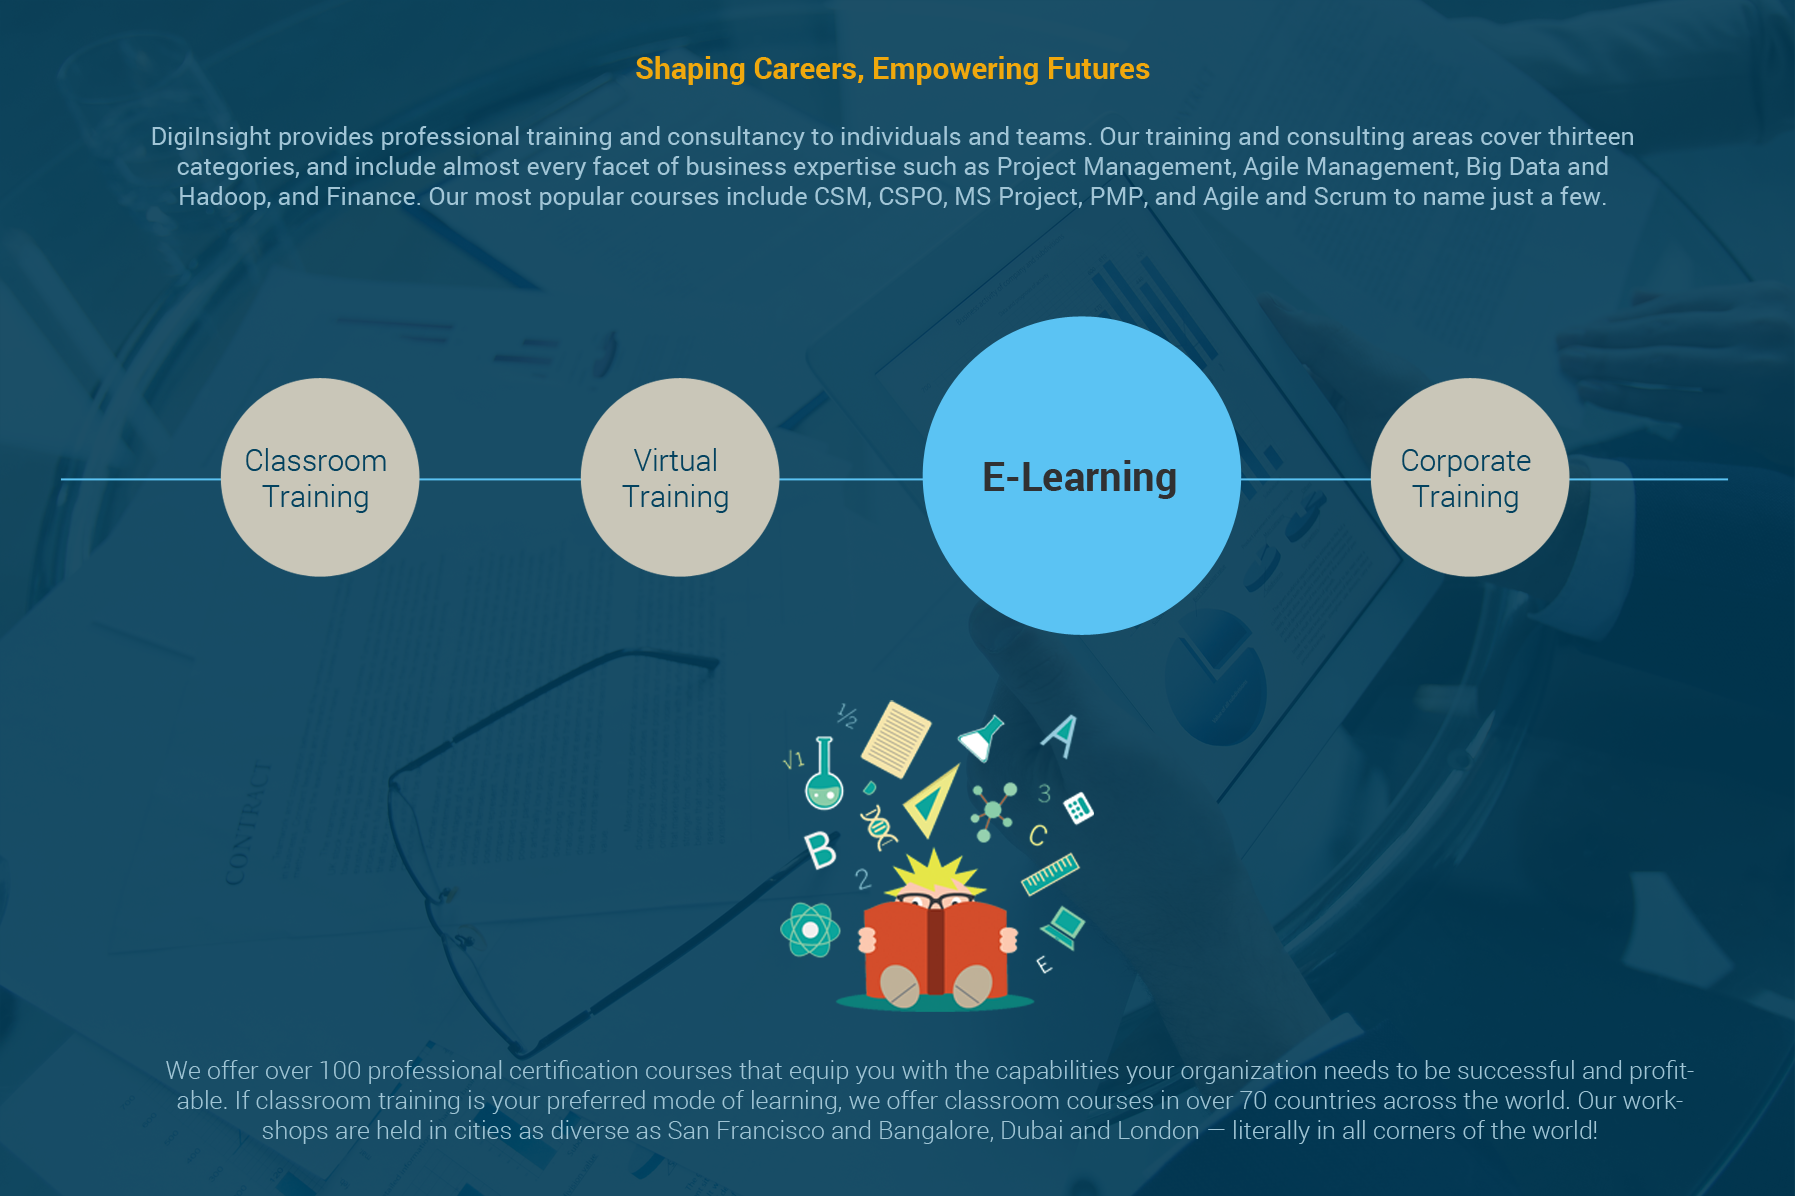 Shaping Careers, Empowering Futures
DigiInsight provides professional training and consultancy to individuals and teams. Our training and consulting areas cover thirteen
categories, and include almost every facet of business expertise such as Project Management, Agile Management, Big Data and
Hadoop, and Finance. Our most popular courses include CSM, CSPO, MS Project, PMP, and Agile and Scrum to name just a few.
Classroom
Training
Virtual
Training
E-Learning
Corporate
Training
½
√1
A
3
C
B
2
E
CONTRACT
We offer over 100 professional certification courses that equip you with the capabilities your organization needs to be successful and profit-
able. If classroom training is your preferred mode of learning, we offer classroom courses in over 70 countries across the world. Our work-
shops are held in cities as diverse as San Francisco and Bangalore, Dubai and London — literally in all corners of the world!